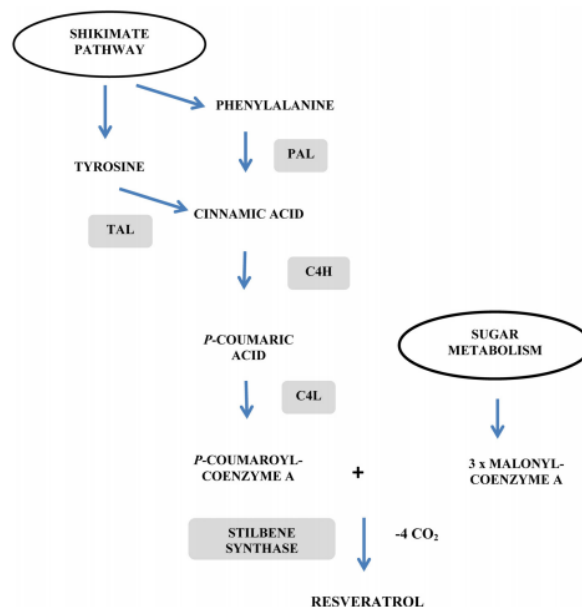 SHIKIMATE
PATHWAY
PHENYLALANINE
PAL
TYROSINE
CINNAMIC ACID
TAL
C4H
P-COUMARIC
ACID
SUGAR
METABOLISM
C4L
P-COUMAROYL-
COENZYME A
+
3 x MALONYL-
COENZYME A
STILBENE
SYNTHASE
-4 CO₂
RESVERATROL